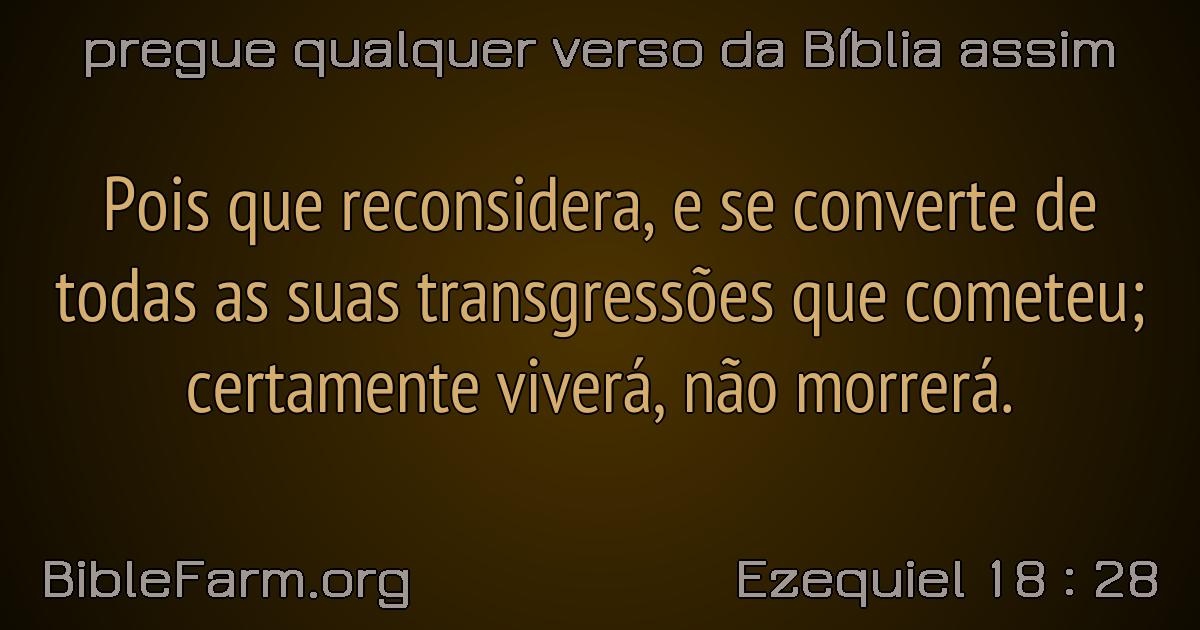 pregue qualquer verso da Bíblia assim
Pois que reconsidera, e se converte de
todas as suas transgressões que cometeu;
certamente viverá, não morrerá.
BibleFarm.org
Ezequiel 18 : 28